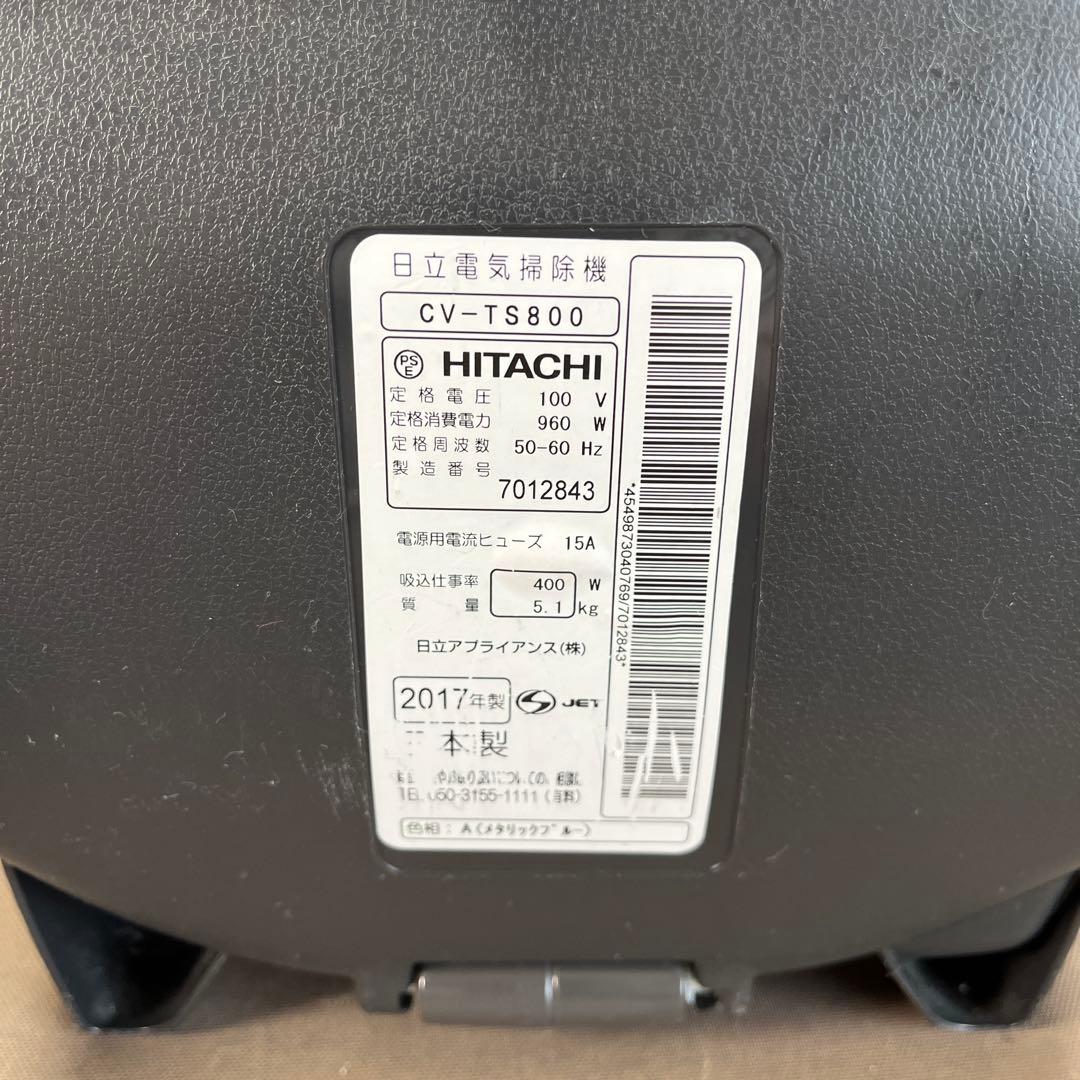 日立電気掃除機
CV-TS800
PSE HITACHI
定格電圧 100 V
定格消費電力 960 W
定格周波数 50-60 Hz
製造番号
7012843
電源用電流ヒューズ 15A
吸込仕事率 400 W
質量 5.1 kg
日立アプライアンス(株)
2017年製 S JET
本製
TEL 050-3155-1111 (有料)
色相:A(メタリックブルー)
*4549873040769/7012843*